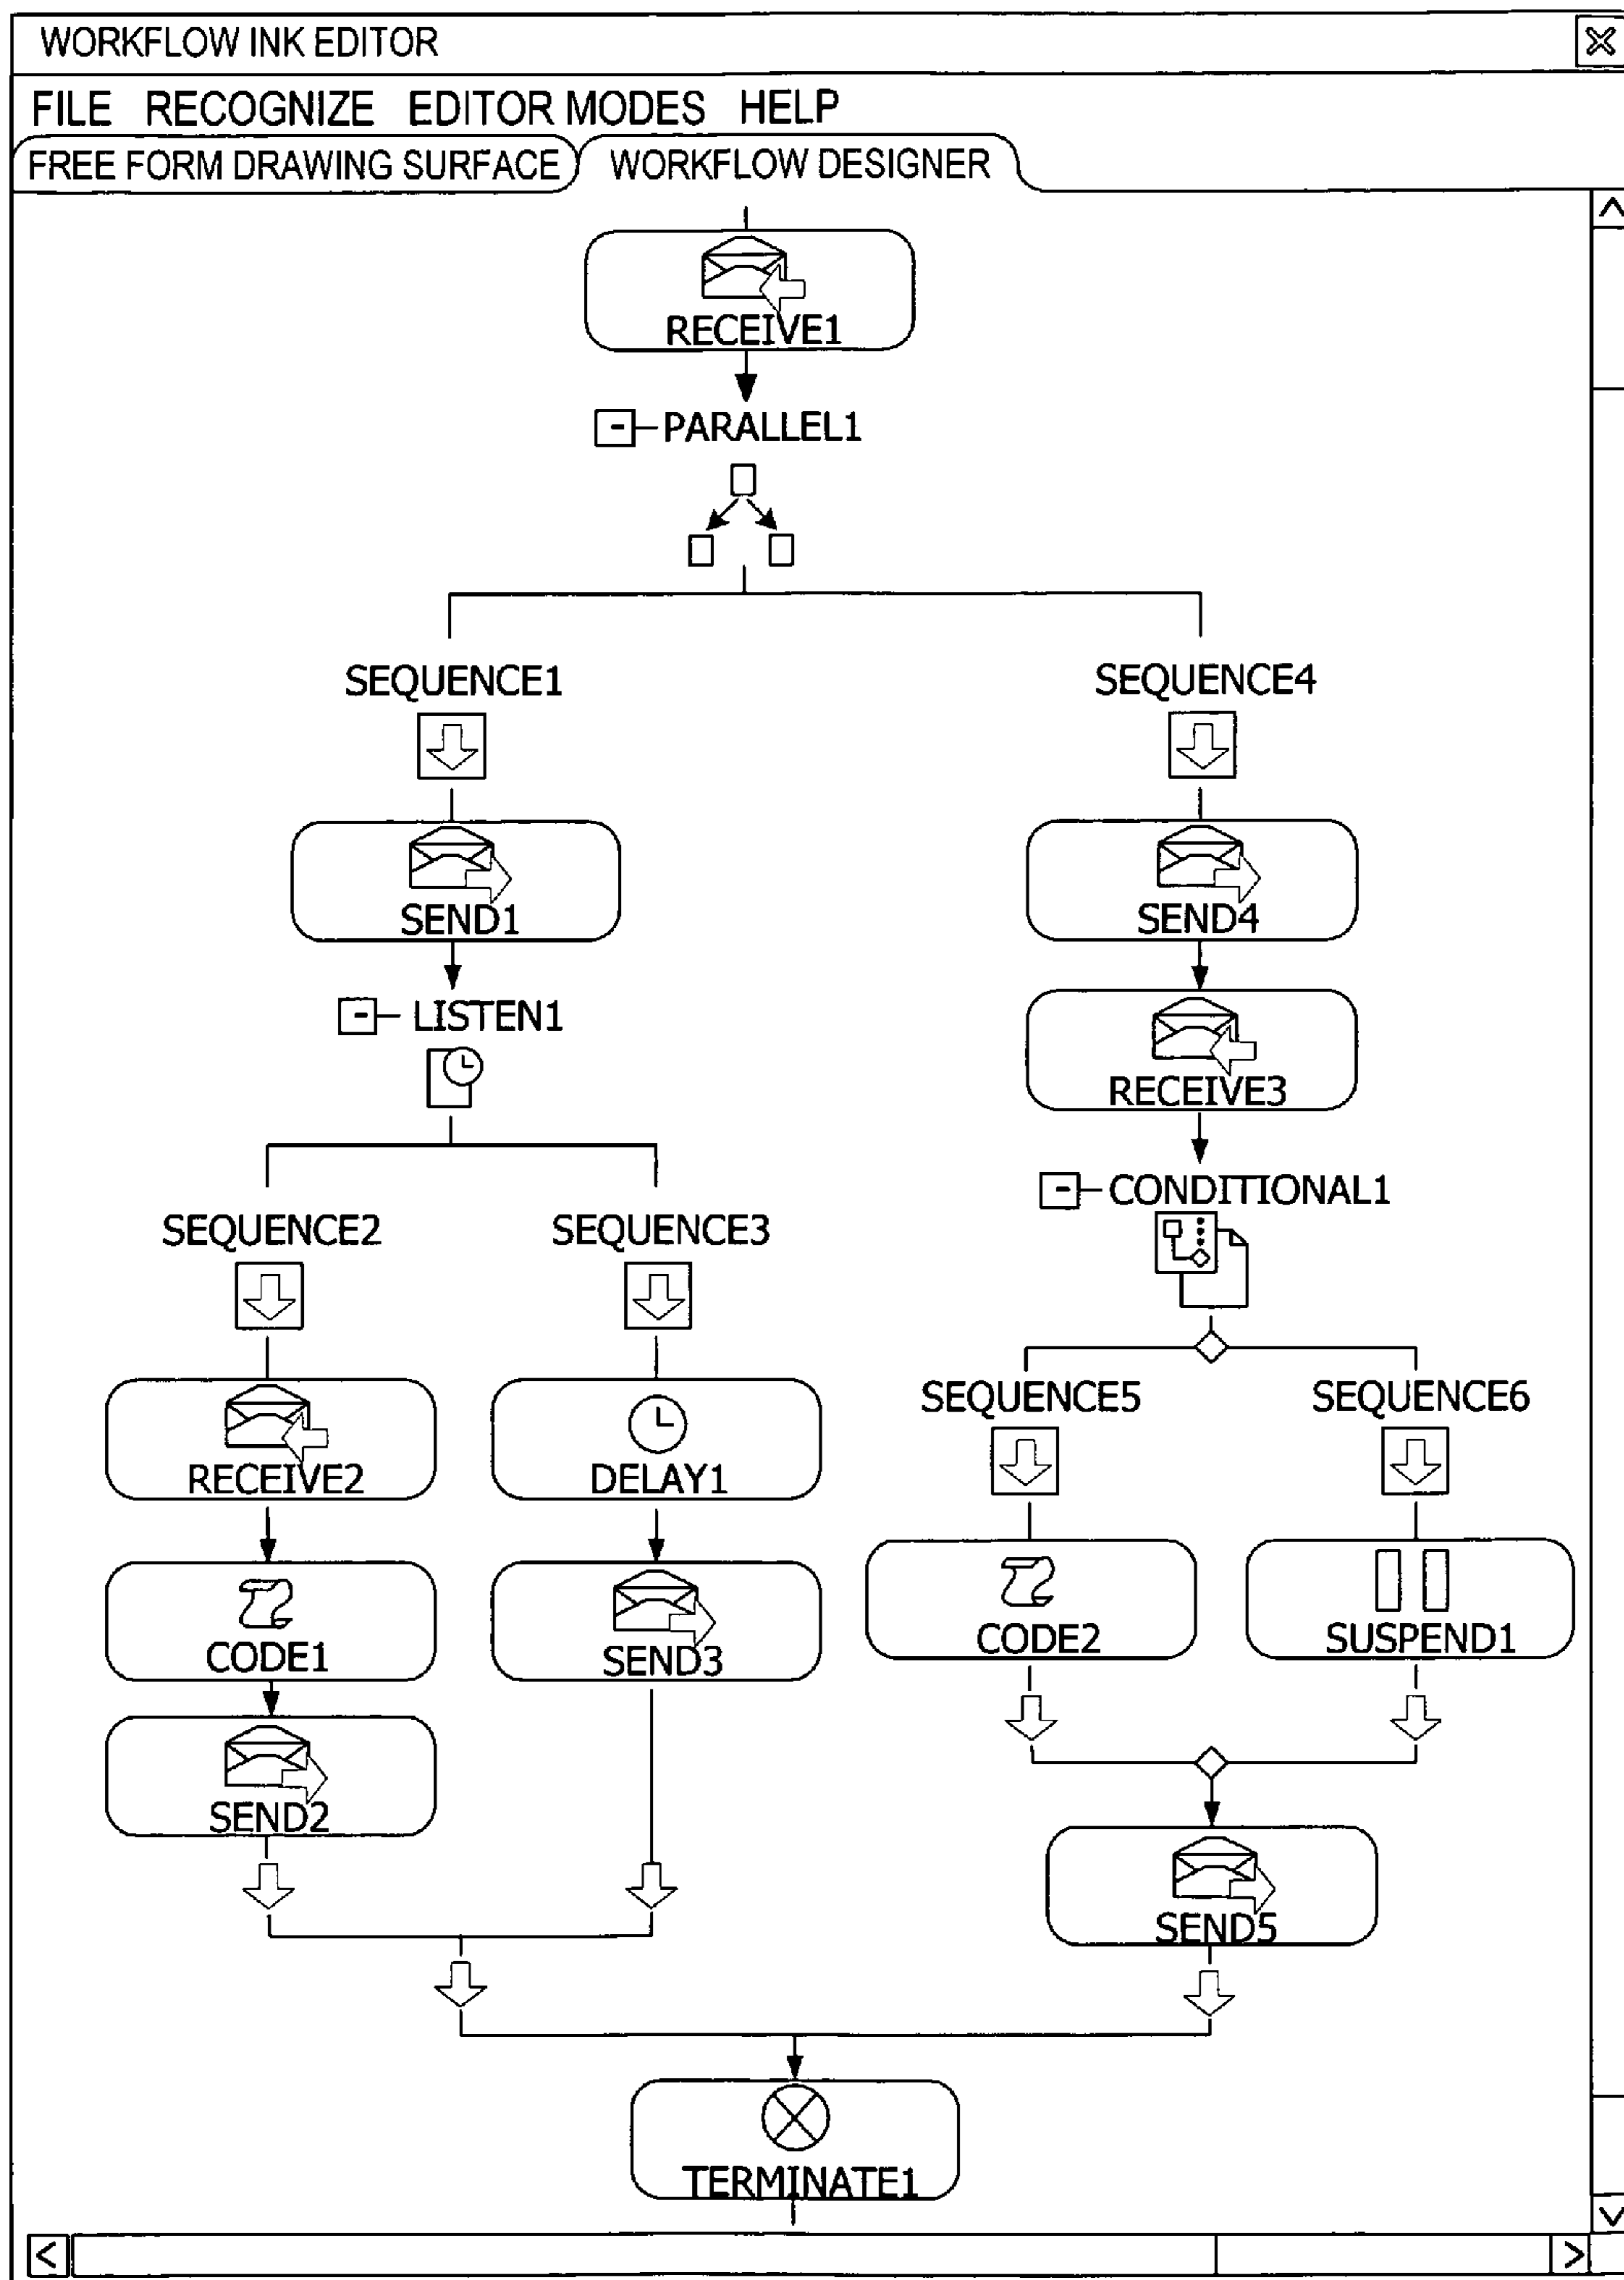 WORKFLOW INK EDITOR
FILE RECOGNIZE EDITOR MODES HELP
FREE FORM DRAWING SURFACE WORKFLOW DESIGNER
RECEIVE1
PARALLEL1
SEQUENCE1 SEQUENCE4
SEND1 SEND4
LISTEN1
RECEIVE3
CONDITIONAL1
SEQUENCE2 SEQUENCE3
SEQUENCE5 SEQUENCE6
RECEIVE2 DELAY1
CODE1 SEND3 CODE2 SUSPEND1
SEND2
SEND5
TERMINATE1